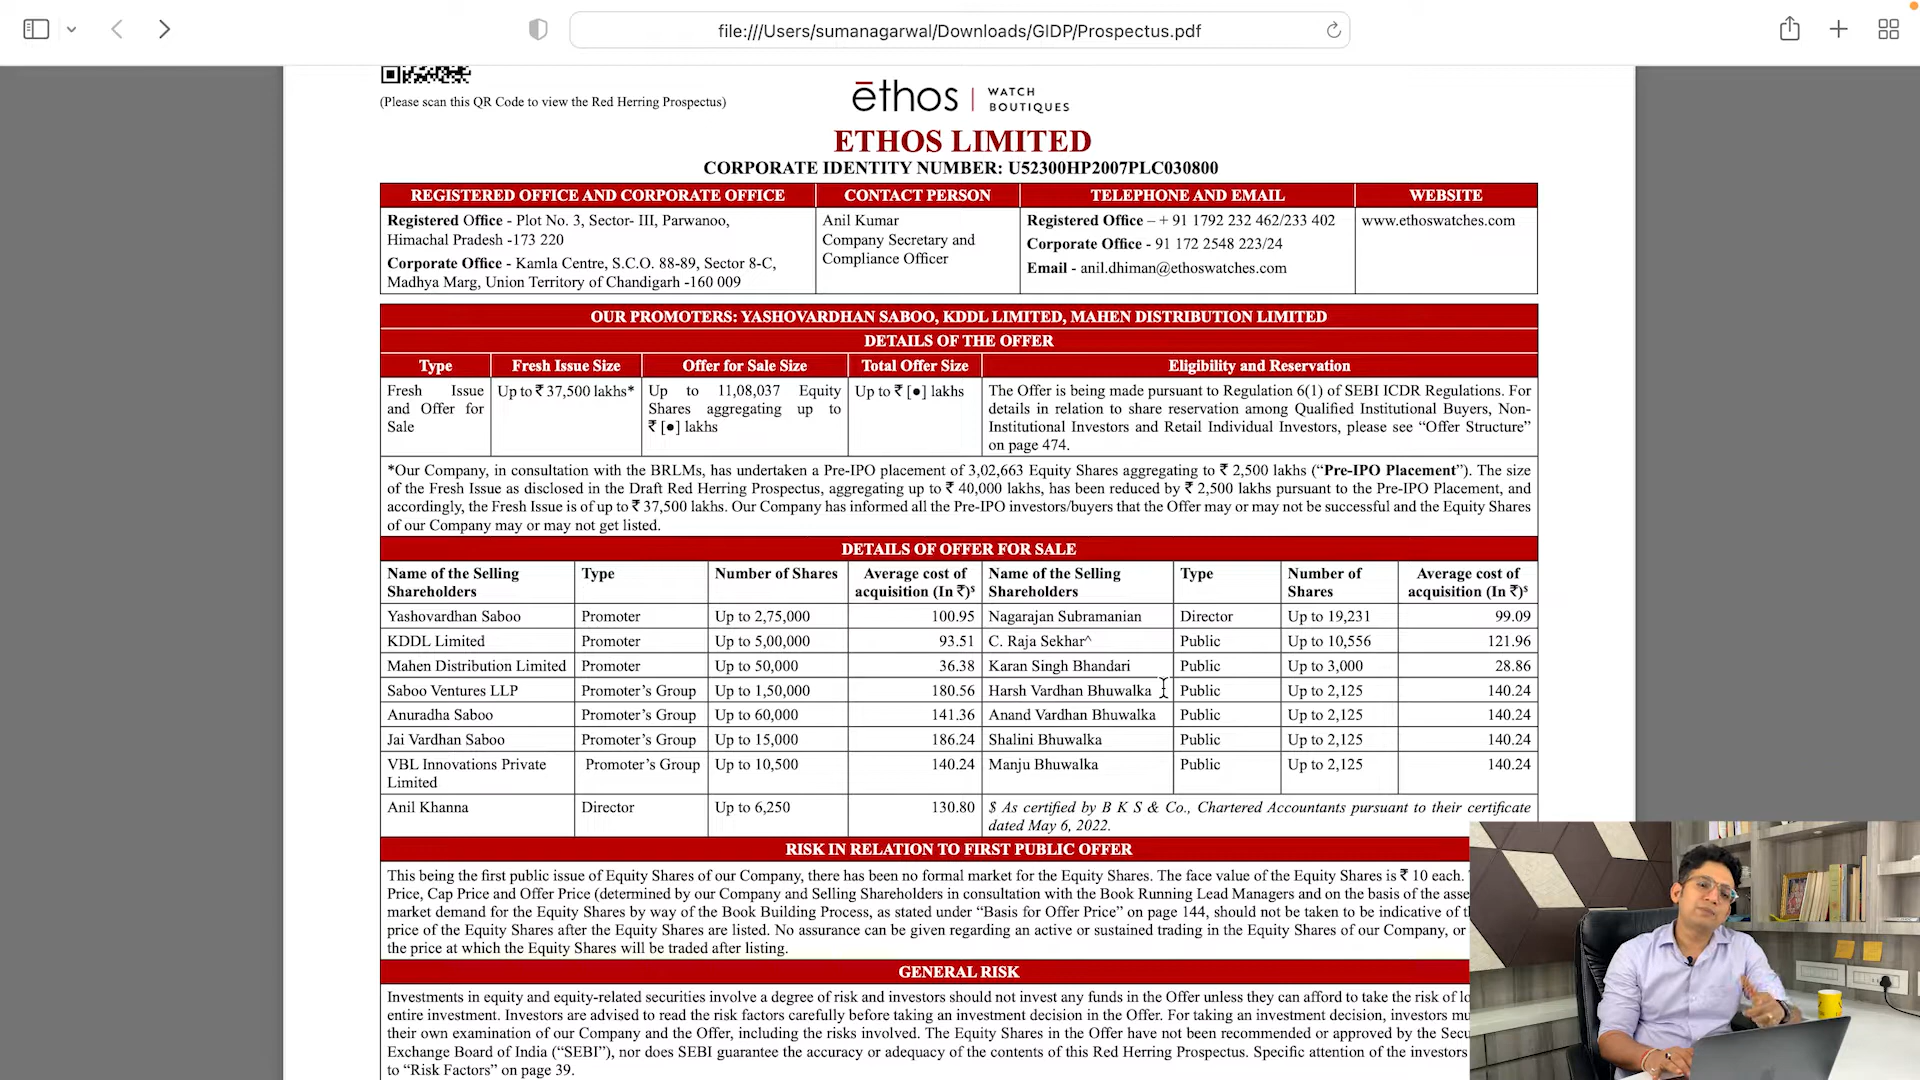 file:///Users/sumanagarwal/Downloads/GIDP/Prospectus.pdf
(Please scan this QR Code to view the Red Herring Prospectus)
ēthos | WATCH BOUTIQUES
ETHOS LIMITED
CORPORATE IDENTITY NUMBER: U52300HP2007PLC030800
REGISTERED OFFICE AND CORPORATE OFFICE CONTACT PERSON TELEPHONE AND EMAIL WEBSITE
Registered Office - Plot No. 3, Sector- III, Parwanoo,
Himachal Pradesh -173 220
Corporate Office - Kamla Centre, S.C.O. 88-89, Sector 8-C,
Madhya Marg, Union Territory of Chandigarh -160 009
Anil Kumar
Company Secretary and
Compliance Officer
Registered Office – + 91 1792 232 462/233 402
Corporate Office - 91 172 2548 223/24
Email - anil.dhiman@ethoswatches.com
www.ethoswatches.com
OUR PROMOTERS: YASHOVARDHAN SABOO, KDDL LIMITED, MAHEN DISTRIBUTION LIMITED
DETAILS OF THE OFFER
Type Fresh Issue Size Offer for Sale Size Total Offer Size Eligibility and Reservation
Fresh Issue
and Offer for
Sale
Up to ₹ 37,500 lakhs*
Up to 11,08,037 Equity
Shares aggregating up to
₹ [●] lakhs
Up to ₹ [●] lakhs
The Offer is being made pursuant to Regulation 6(1) of SEBI ICDR Regulations. For
details in relation to share reservation among Qualified Institutional Buyers, Non-
Institutional Investors and Retail Individual Investors, please see “Offer Structure”
on page 474.
*Our Company, in consultation with the BRLMs, has undertaken a Pre-IPO placement of 3,02,663 Equity Shares aggregating to ₹ 2,500 lakhs (“Pre-IPO Placement”). The size
of the Fresh Issue as disclosed in the Draft Red Herring Prospectus, aggregating up to ₹ 40,000 lakhs, has been reduced by ₹ 2,500 lakhs pursuant to the Pre-IPO Placement, and
accordingly, the Fresh Issue is of up to ₹ 37,500 lakhs. Our Company has informed all the Pre-IPO investors/buyers that the Offer may or may not be successful and the Equity Shares
of our Company may or may not get listed.
DETAILS OF OFFER FOR SALE
Name of the Selling Type Number of Shares Average cost of Name of the Selling Type Number of Average cost of
Shareholders acquisition (In ₹)$ Shareholders Shares acquisition (In ₹)$
Yashovardhan Saboo Promoter Up to 2,75,000 100.95 Nagarajan Subramanian Director Up to 19,231 99.09
KDDL Limited Promoter Up to 5,00,000 93.51 C. Raja Sekhar^ Public Up to 10,556 121.96
Mahen Distribution Limited Promoter Up to 50,000 36.38 Karan Singh Bhandari Public Up to 3,000 28.86
Saboo Ventures LLP Promoter’s Group Up to 1,50,000 180.56 Harsh Vardhan Bhuwalka Public Up to 2,125 140.24
Anuradha Saboo Promoter’s Group Up to 60,000 141.36 Anand Vardhan Bhuwalka Public Up to 2,125 140.24
Jai Vardhan Saboo Promoter’s Group Up to 15,000 186.24 Shalini Bhuwalka Public Up to 2,125 140.24
VBL Innovations Private Promoter’s Group Up to 10,500 140.24 Manju Bhuwalka Public Up to 2,125 140.24
Limited
Anil Khanna Director Up to 6,250 130.80 $ As certified by B K S & Co., Chartered Accountants pursuant to their certificate
dated May 6, 2022.
RISK IN RELATION TO FIRST PUBLIC OFFER
This being the first public issue of Equity Shares of our Company, there has been no formal market for the Equity Shares. The face value of the Equity Shares is ₹ 10 each.
Price, Cap Price and Offer Price (determined by our Company and Selling Shareholders in consultation with the Book Running Lead Managers and on the basis of the asse
market demand for the Equity Shares by way of the Book Building Process, as stated under “Basis for Offer Price” on page 144, should not be taken to be indicative of t
price of the Equity Shares after the Equity Shares are listed. No assurance can be given regarding an active or sustained trading in the Equity Shares of our Company, or
the price at which the Equity Shares will be traded after listing.
GENERAL RISK
Investments in equity and equity-related securities involve a degree of risk and investors should not invest any funds in the Offer unless they can afford to take the risk of lo
entire investment. Investors are advised to read the risk factors carefully before taking an investment decision in the Offer. For taking an investment decision, investors mu
their own examination of our Company and the Offer, including the risks involved. The Equity Shares in the Offer have not been recommended or approved by the Secu
Exchange Board of India (“SEBI”), nor does SEBI guarantee the accuracy or adequacy of the contents of this Red Herring Prospectus. Specific attention of the investors
to “Risk Factors” on page 39.